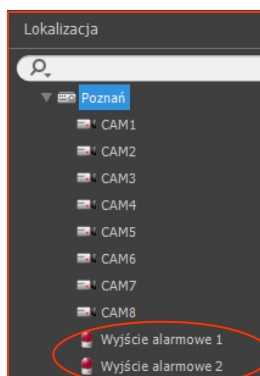 Lokalizacja
Poznań
CAM1
CAM2
CAM3
CAM4
CAM5
CAM6
CAM7
CAM8
Wyjście alarmowe 1
Wyjście alarmowe 2